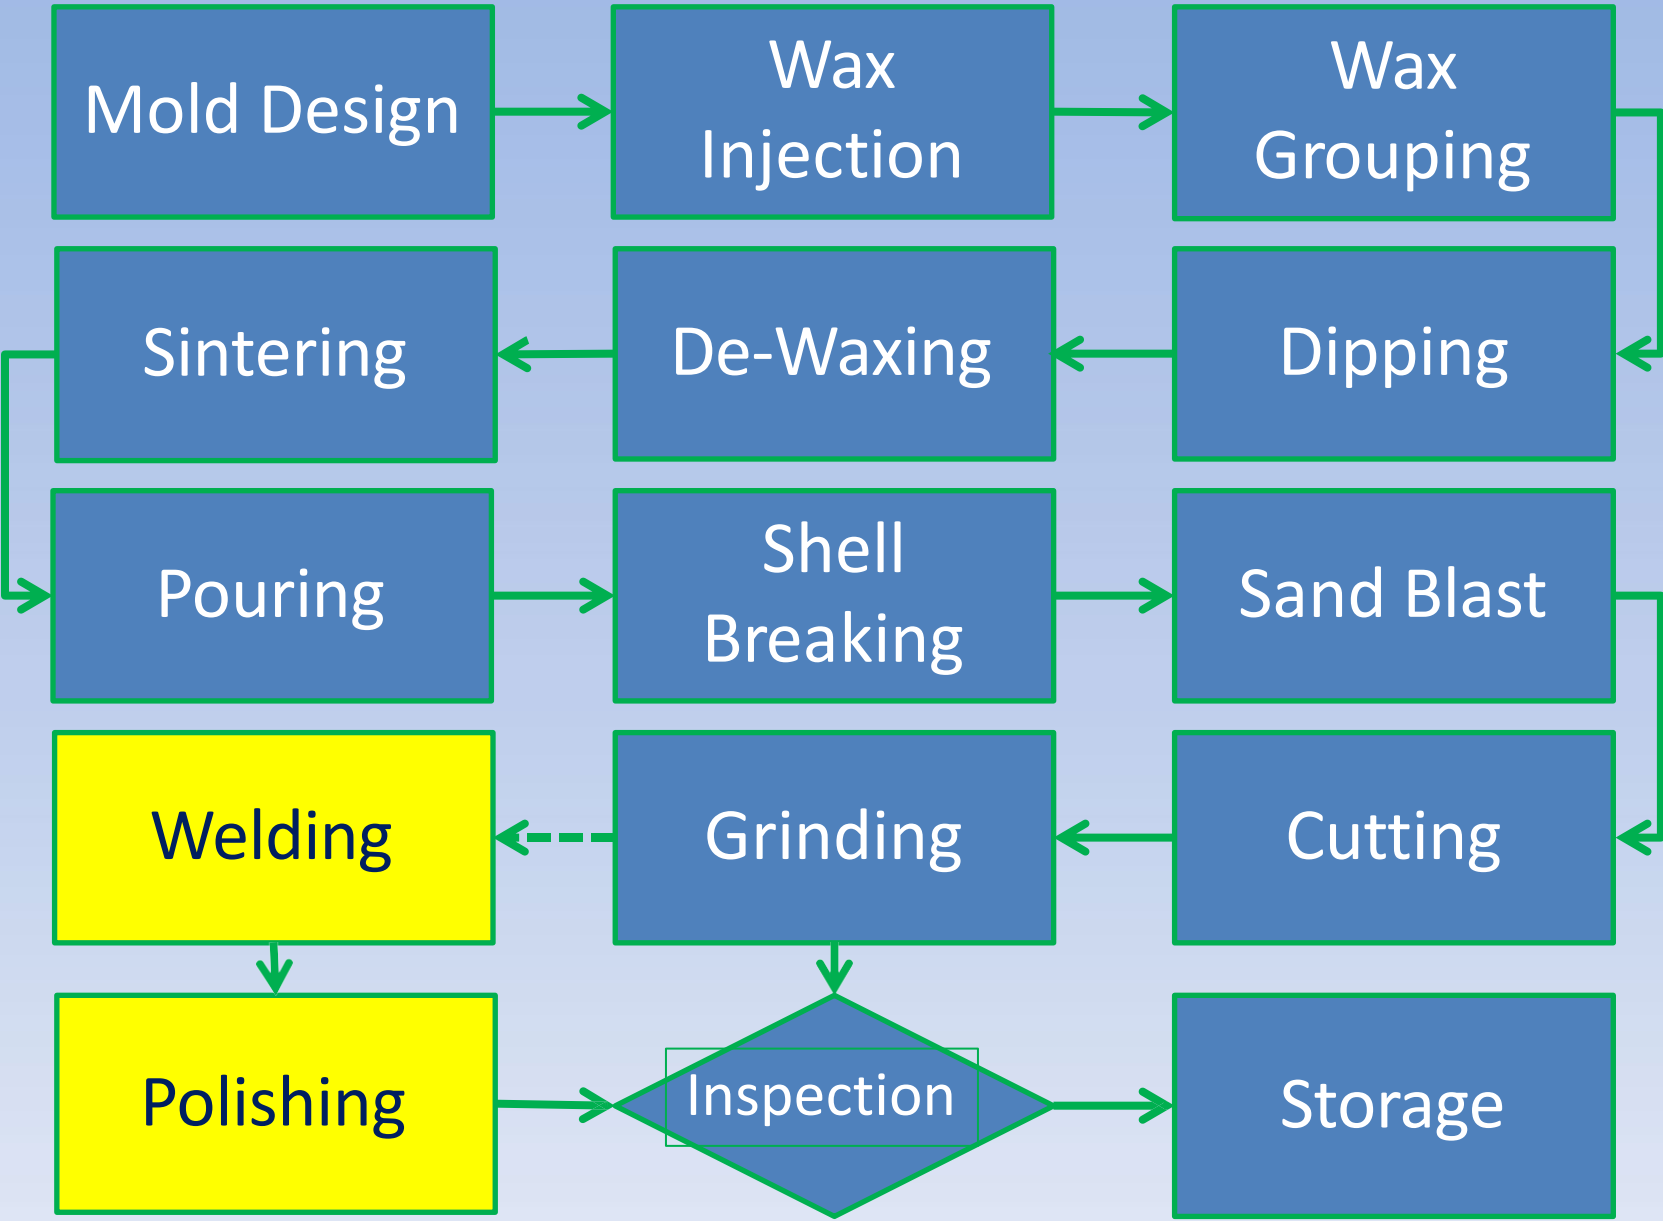 Mold Design
Wax
Injection
Wax
Grouping
Sintering
De-Waxing
Dipping
Pouring
Shell
Breaking
Sand Blast
Welding
Grinding
Cutting
Polishing
Inspection
Storage